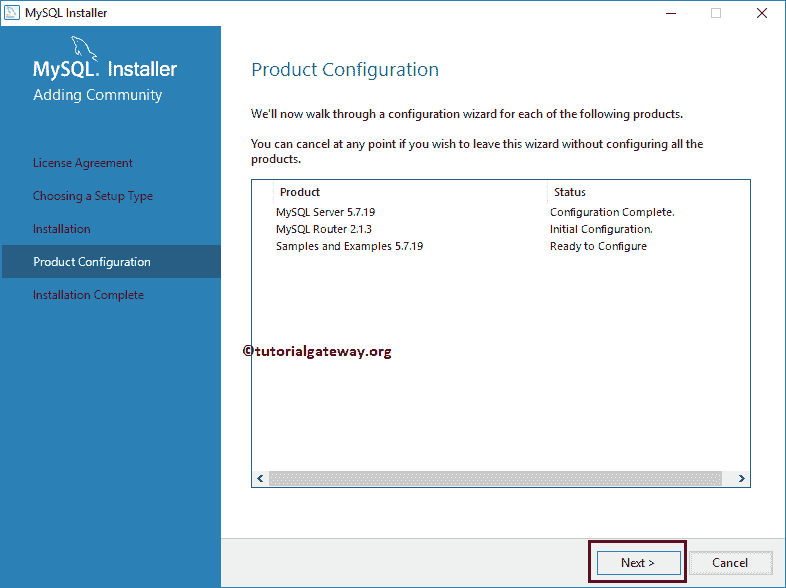 MySQL Installer
MySQL. Installer
Adding Community
License Agreement
Choosing a Setup Type
Installation
Product Configuration
Installation Complete
Product Configuration
We'll now walk through a configuration wizard for each of the following products.
You can cancel at any point if you wish to leave this wizard without configuring all the
products.
Product Status
MySQL Server 5.7.19 Configuration Complete.
MySQL Router 2.1.3 Initial Configuration.
Samples and Examples 5.7.19 Ready to Configure
©tutorialgateway.org
Next > Cancel